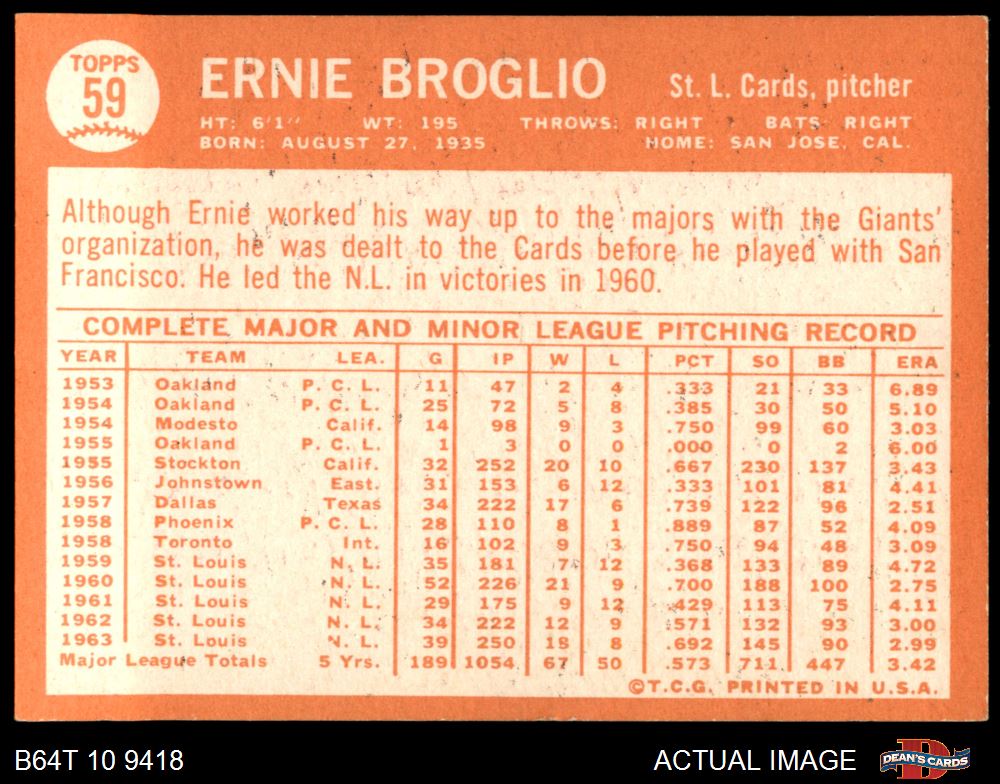 TOPPS
59
ERNIE BROGLIO
St. L. Cards, pitcher
HT: 6'1" WT: 195 THROWS: RIGHT BATS: RIGHT
BORN: AUGUST 27, 1935 HOME: SAN JOSE, CAL.
Although Ernie worked his way up to the majors with the Giants'
organization, he was dealt to the Cards before he played with San
Francisco. He led the N.L. in victories in 1960.
COMPLETE MAJOR AND MINOR LEAGUE PITCHING RECORD
YEAR TEAM LEA. G IP W L PCT SO BB ERA
1953 Oakland P. C. L. 11 47 2 4 .333 21 33 6.89
1954 Oakland P. C. L. 25 72 5 8 .385 30 50 5.10
1954 Modesto Calif. 14 98 9 3 .750 99 60 3.03
1955 Oakland P. C. L. 1 3 0 0 .000 0 2 6.00
1955 Stockton Calif. 32 252 20 10 .667 230 137 3.43
1956 Johnstown East. 31 153 6 12 .333 101 81 4.41
1957 Dallas Texas 34 222 17 6 .739 122 96 2.51
1958 Phoenix P. C. L. 28 110 8 1 .889 87 52 4.09
1958 Toronto Int. 16 102 9 3 .750 94 48 3.09
1959 St. Louis N. L. 35 181 7 12 .368 133 89 4.72
1960 St. Louis N. L. 52 226 21 9 .700 188 100 2.75
1961 St. Louis N. L. 29 175 9 12 .429 113 75 4.11
1962 St. Louis N. L. 34 222 12 9 .571 132 93 3.00
1963 St. Louis N. L. 39 250 18 8 .692 145 90 2.99
Major League Totals 5 Yrs. 189 1054 67 50 .573 711 447 3.42
©T.C.G. PRINTED IN U.S.A.
B64T 10 9418 ACTUAL IMAGE DEAN'S CARDS